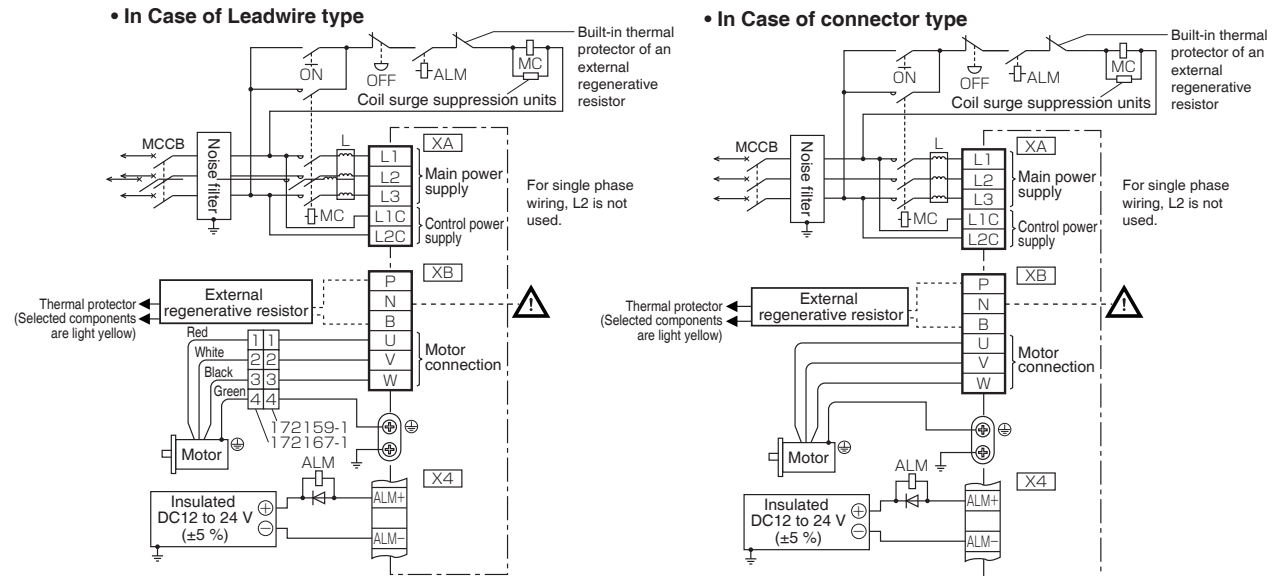 • In Case of Leadwire type
Built-in thermal
protector of an
external
regenerative
resistor
ON
OFF
ALM
MC
Coil surge suppression units
MCCB
Noise filter
L
XA
L1
L2
L3
L1C
L2C
Main power
supply
Control power
supply
MC
For single phase
wiring, L2 is not
used.
XB
P
N
B
U
V
W
External
regenerative resistor
Thermal protector
(Selected components
are light yellow)
Motor
connection
Red
White
Black
Green
1 1
2 2
3 3
4 4
172159-1
172167-1
Motor
ALM
X4
Insulated
DC12 to 24 V
(±5 %)
ALM+
ALM−
• In Case of connector type
Built-in thermal
protector of an
external
regenerative
resistor
ON
OFF
ALM
MC
Coil surge suppression units
MCCB
Noise filter
L
XA
L1
L2
L3
L1C
L2C
Main power
supply
Control power
supply
MC
For single phase
wiring, L2 is not
used.
XB
P
N
B
U
V
W
External
regenerative resistor
Thermal protector
(Selected components
are light yellow)
Motor
connection
Motor
ALM
X4
Insulated
DC12 to 24 V
(±5 %)
ALM+
ALM−